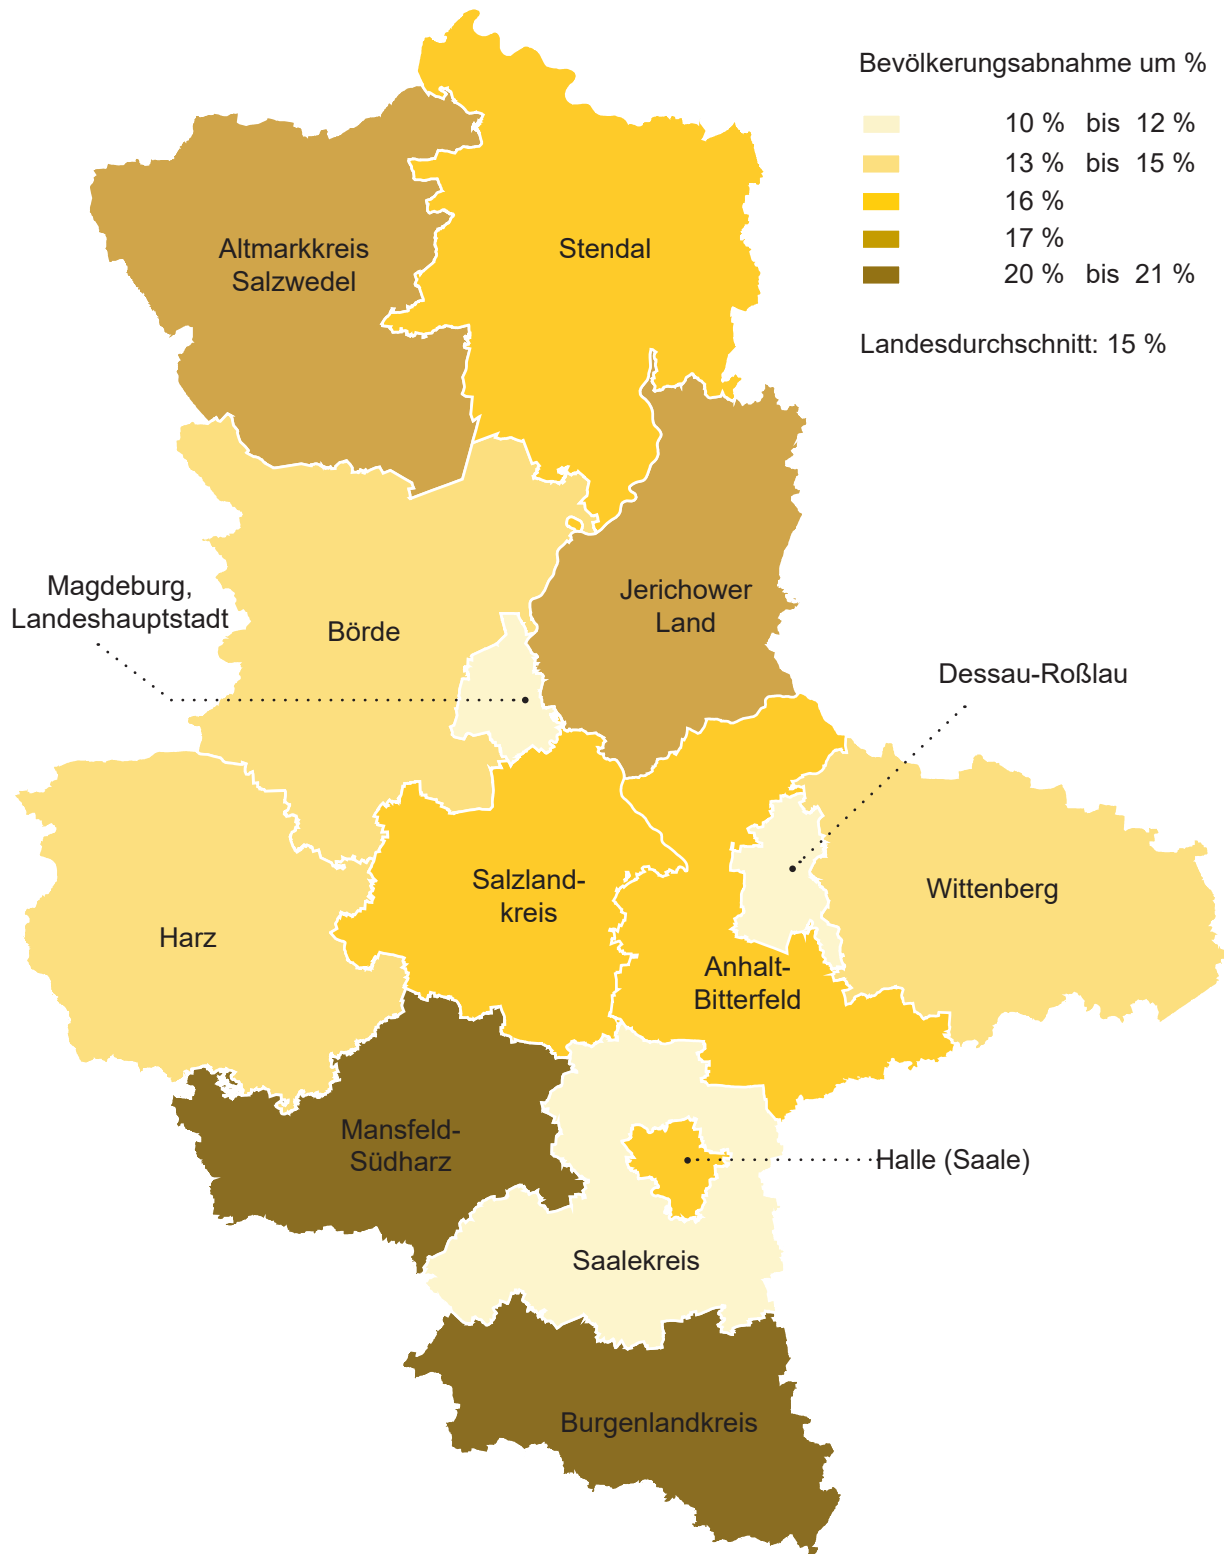 Bevölkerungsabnahme um %
10 % bis 12 %
13 % bis 15 %
16 %
17 %
20 % bis 21 %
Landesdurchschnitt: 15 %
Altmarkkreis
Salzwedel
Stendal
Magdeburg,
Landeshauptstadt
Börde
Jerichower
Land
Dessau-Roßlau
Harz
Salzland-
kreis
Wittenberg
Anhalt-
Bitterfeld
Mansfeld-
Südharz
Halle (Saale)
Saalekreis
Burgenlandkreis